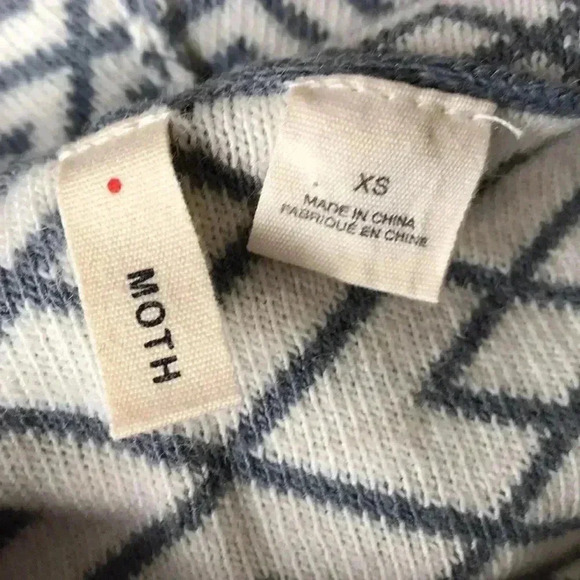 MOTH
XS
MADE IN CHINA
FABRIQUÉ EN CHINE